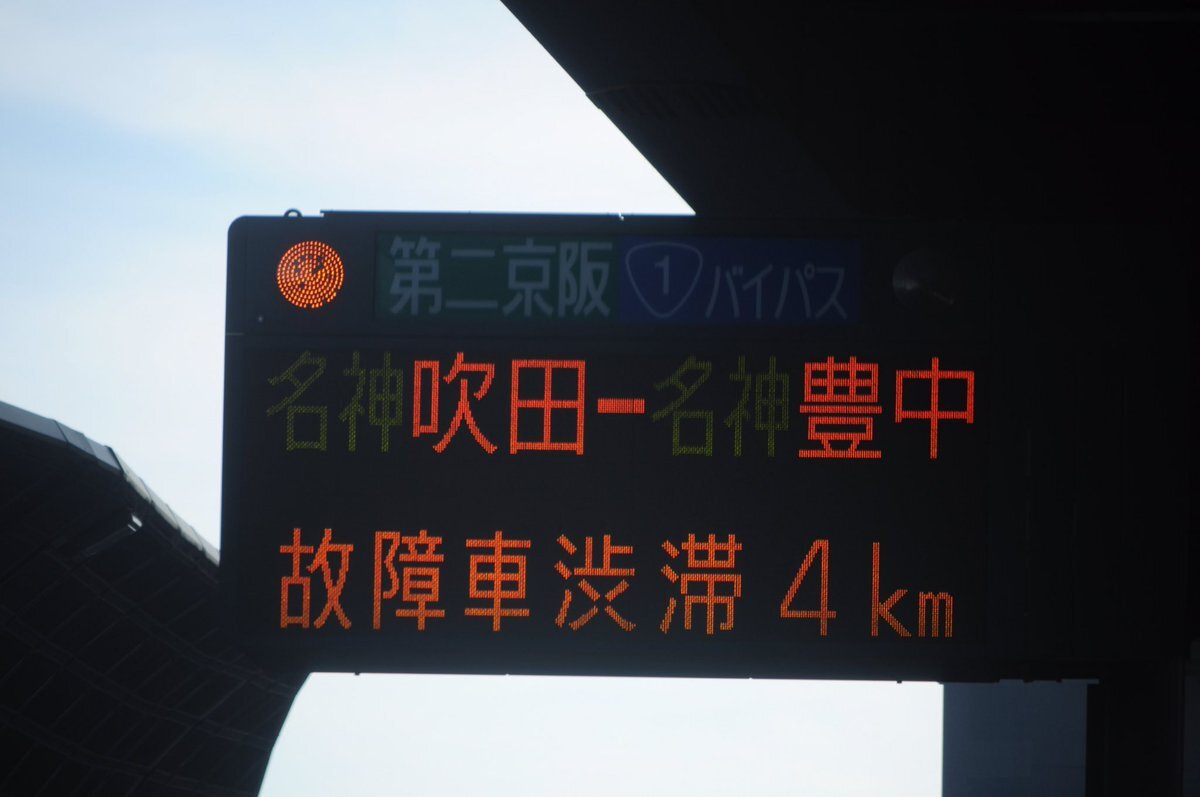 第二京阪 1 バイパス
名神吹田ー名神豊中
故障車渋滞 4km